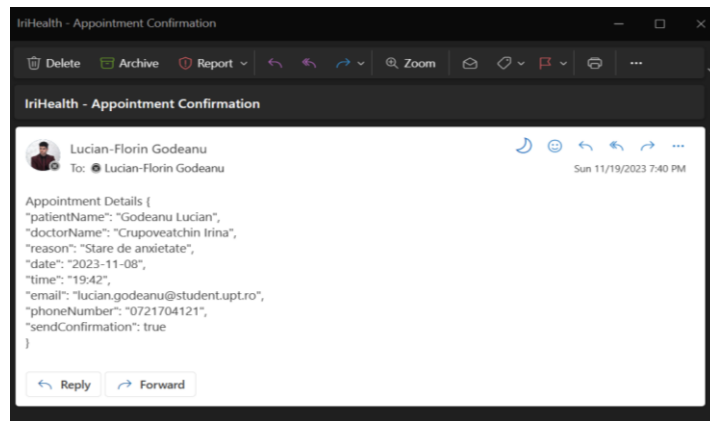 IriHealth - Appointment Confirmation
Delete Archive Report Zoom
IriHealth - Appointment Confirmation
Lucian-Florin Godeanu
To: Lucian-Florin Godeanu
Sun 11/19/2023 7:40 PM
Appointment Details {
"patientName": "Godeanu Lucian",
"doctorName": "Crupoveatchin Irina",
"reason": "Stare de anxietate",
"date": "2023-11-08",
"time": "19:42",
"email": "lucian.godeanu@student.upt.ro",
"phoneNumber": "0721704121",
"sendConfirmation": true
}
Reply Forward